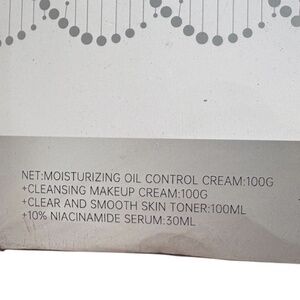 NET:MOISTURIZING OIL CONTROL CREAM:100G
+CLEANSING MAKEUP CREAM:100G
+CLEAR AND SMOOTH SKIN TONER:100ML
+10% NIACINAMIDE SERUM:30ML